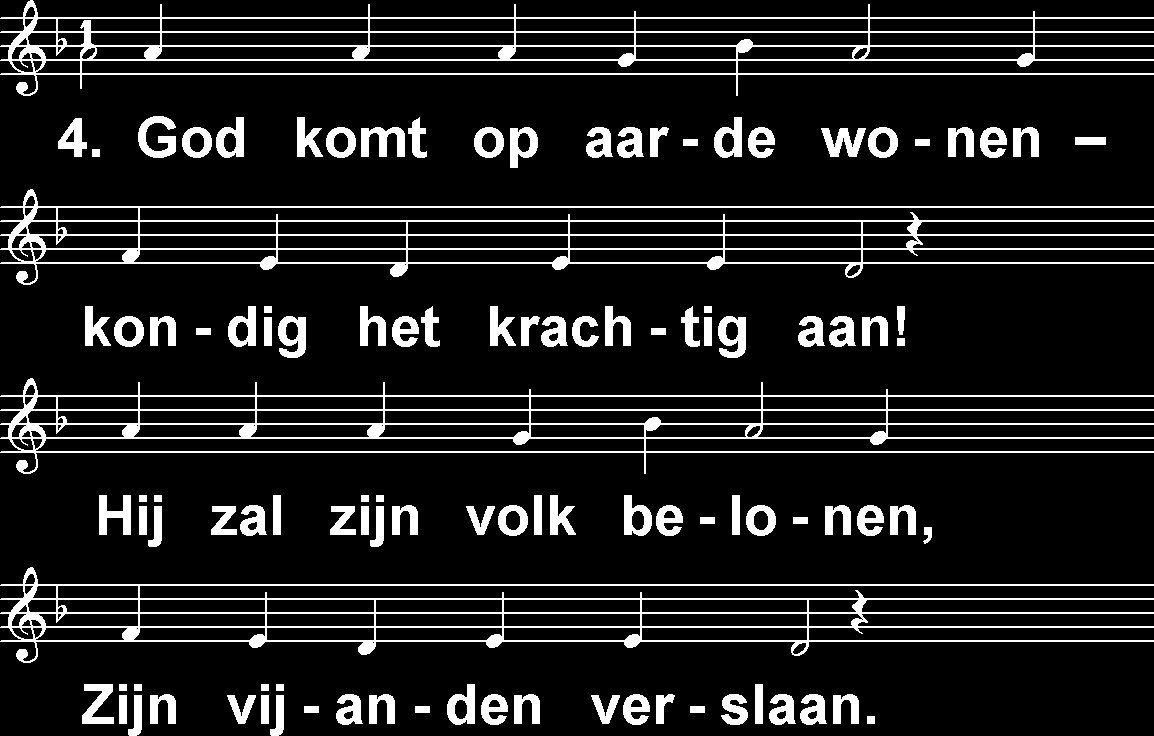 1
4. God komt op aar - de wo - nen –
kon - dig het krach - tig aan!
Hij zal zijn volk be - lo - nen,
Zijn vij - an - den ver - slaan.